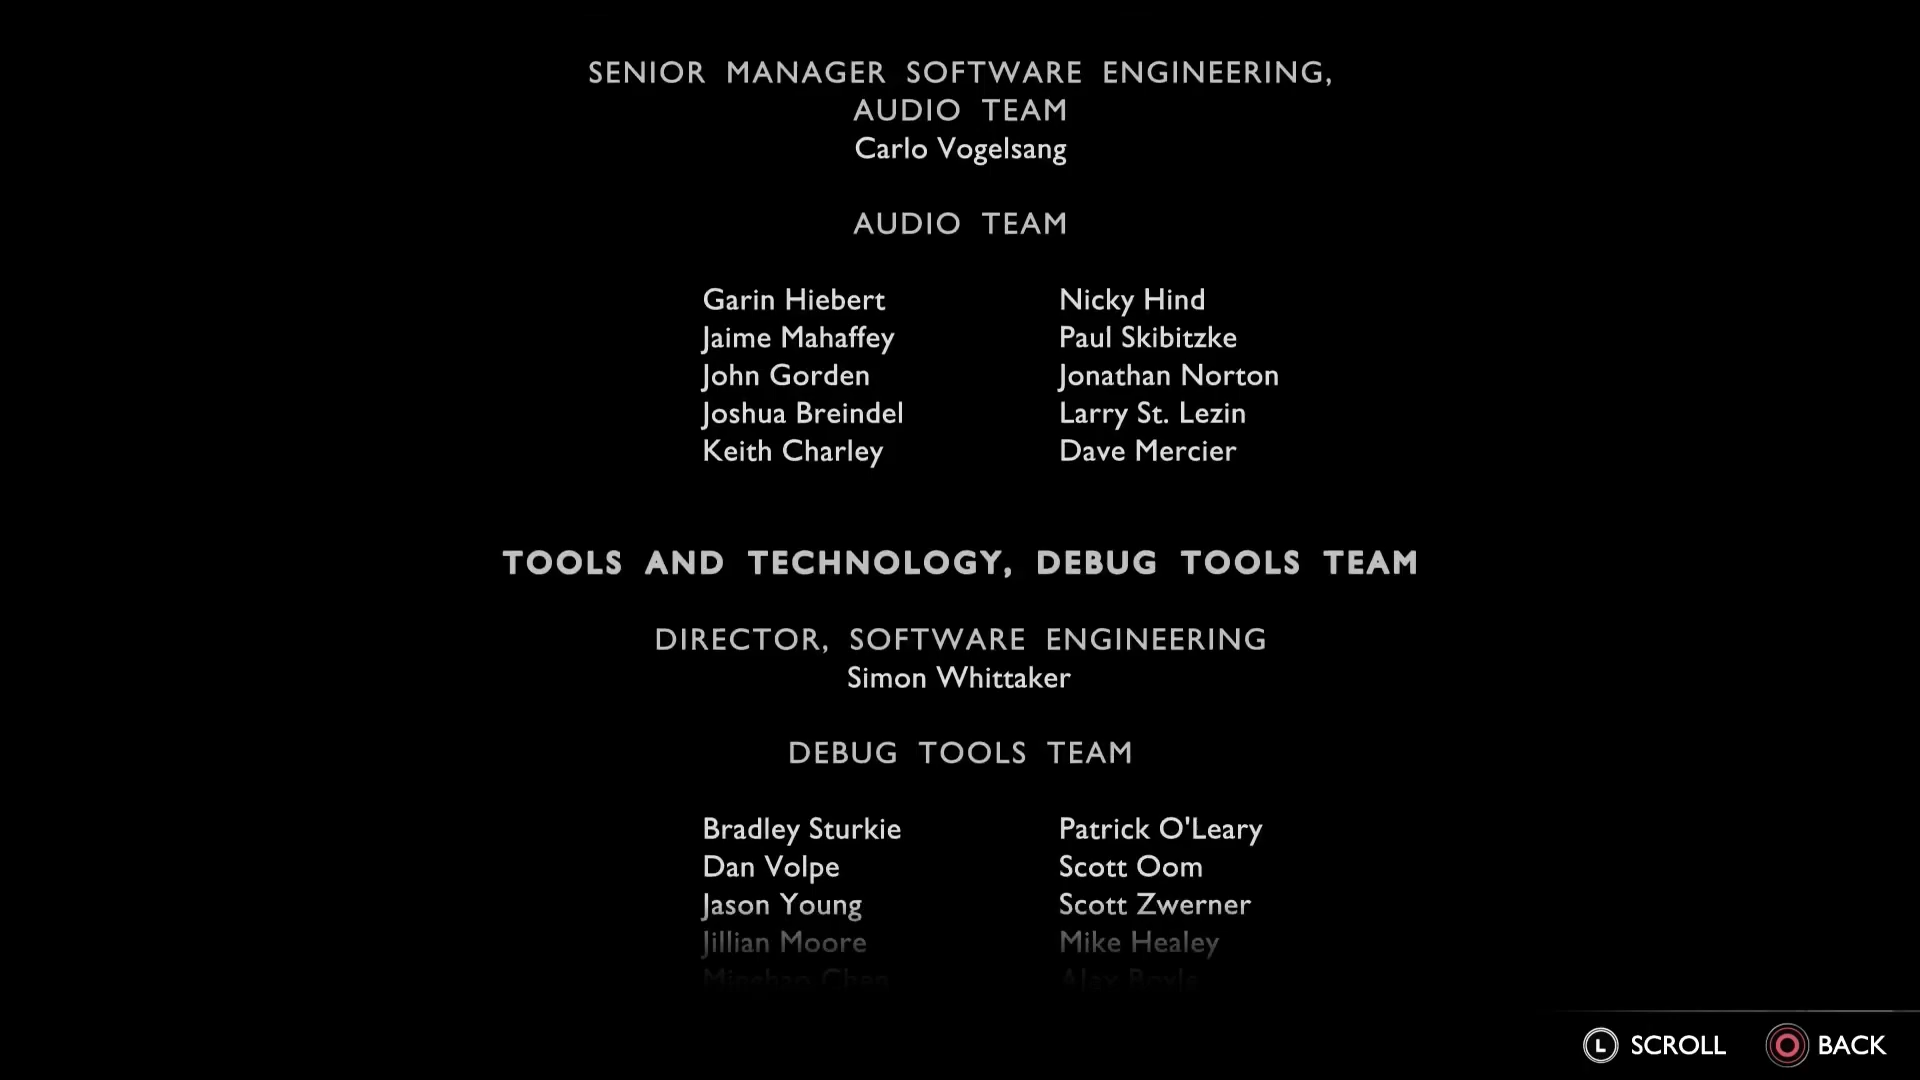 SENIOR MANAGER SOFTWARE ENGINEERING,
AUDIO TEAM
Carlo Vogelsang
AUDIO TEAM
Garin Hiebert
Jaime Mahaffey
John Gorden
Joshua Breindel
Keith Charley
Nicky Hind
Paul Skibitzke
Jonathan Norton
Larry St. Lezin
Dave Mercier
TOOLS AND TECHNOLOGY, DEBUG TOOLS TEAM
DIRECTOR, SOFTWARE ENGINEERING
Simon Whittaker
DEBUG TOOLS TEAM
Bradley Sturkie
Dan Volpe
Jason Young
Jillian Moore
Chen
Patrick O'Leary
Scott Oom
Scott Zwerner
Mike Healey
L SCROLL
BACK